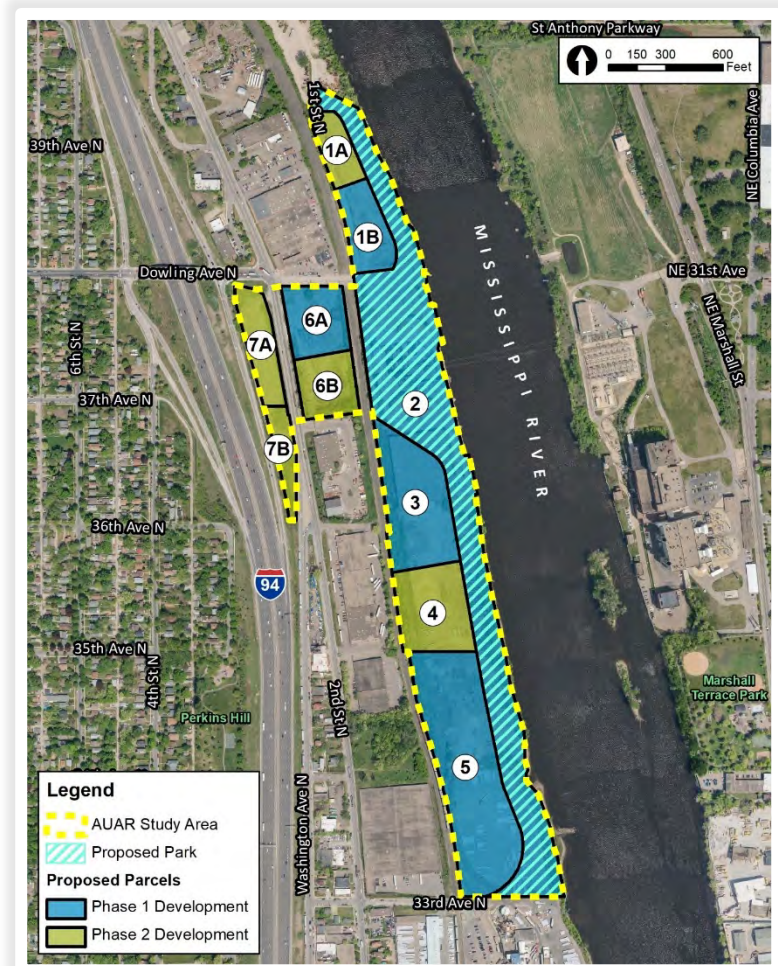 St Anthony Parkway
0 150 300 600
Feet
1st St N
39th Ave N
1A
NE Columbia Ave
1B
MISSISSIPPI RIVER
Dowling Ave N
NE 31st Ave
6th St N
7A
6A
NE Marshall St
6B
37th Ave N
2
7B
3
36th Ave N
94
4
35th Ave N
4th St N
2nd St N
Marshall
Terrace Park
Perkins Hill
5
Washington Ave N
33rd Ave N
Legend
AUAR Study Area
Proposed Park
Proposed Parcels
Phase 1 Development
Phase 2 Development